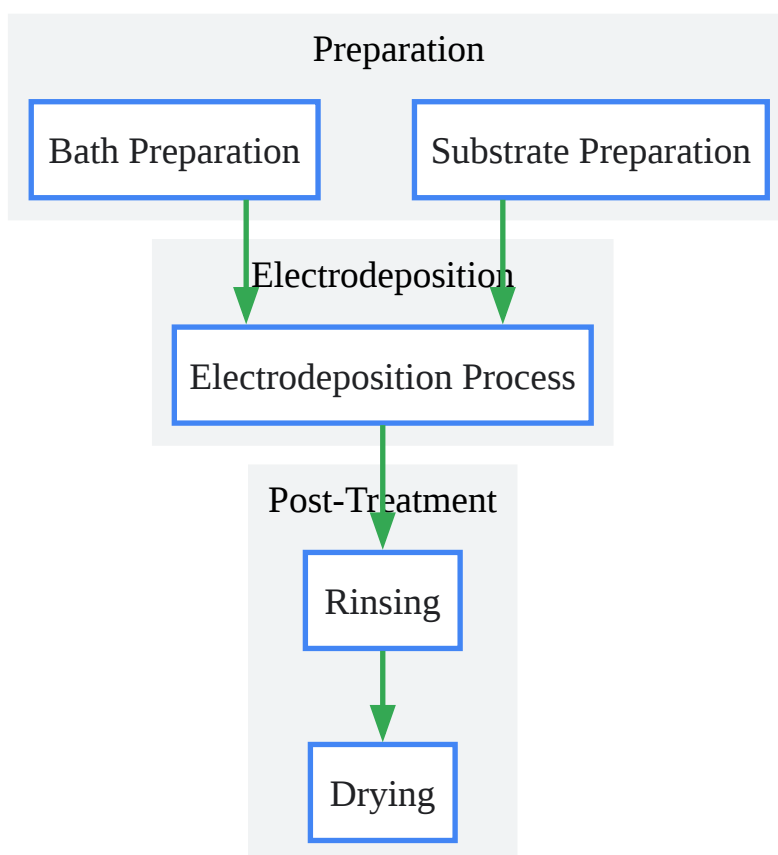 Preparation
Bath Preparation
Substrate Preparation
Electrodeposition
Electrodeposition Process
Post-Treatment
Rinsing
Drying